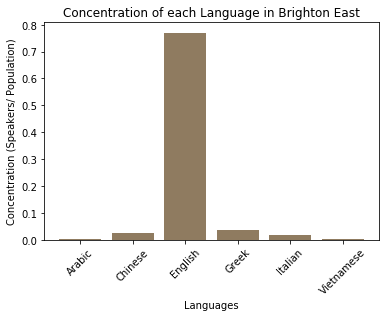 Concentration of each Language in Brighton East
Concentration (Speakers/ Population)
0.8
0.7
0.6
0.5
0.4
0.3
0.2
0.1
0.0
Arabic
Chinese
English
Greek
Italian
Vietnamese
Languages